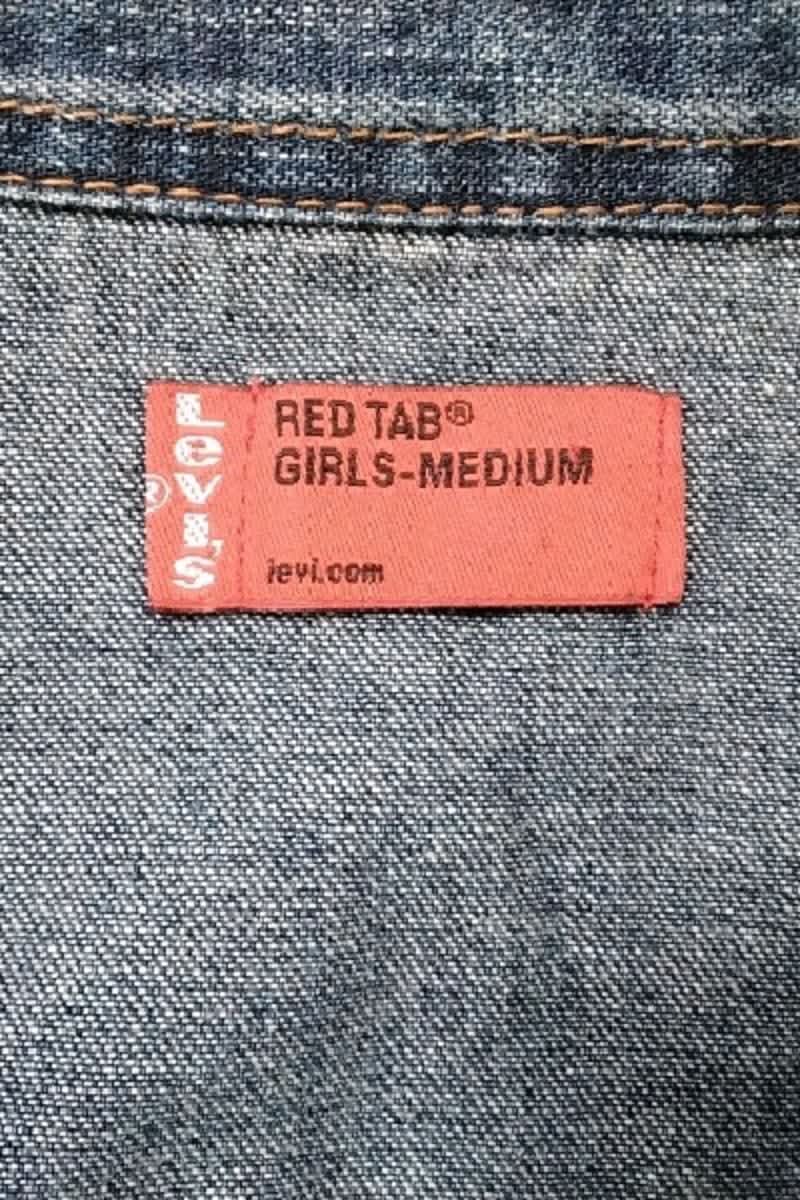 LeVI'S
®
RED TAB®
GIRLS-MEDIUM
levi.com